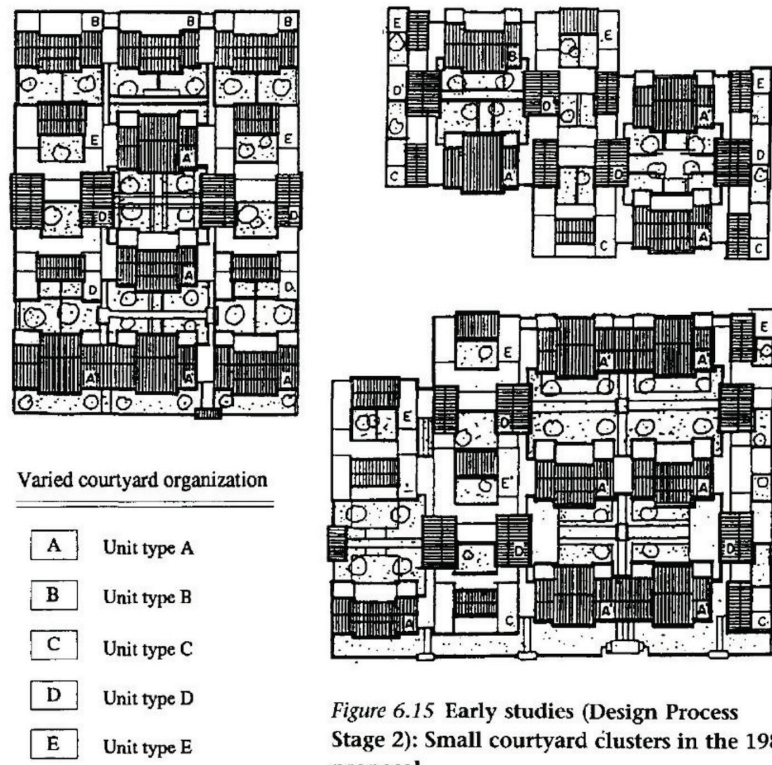 B B B
E E
A'
D D
A
D D
A' A' A
E B E
D' D
A'
E
A'
D
D
C'
C A' A C
C
E A' A' E
E D
E'
A' A
D D
A C A' A C
Varied courtyard organization
A Unit type A
B Unit type B
C Unit type C
D Unit type D
E Unit type E
Figure 6.15 Early studies (Design Process
Stage 2): Small courtyard clusters in the